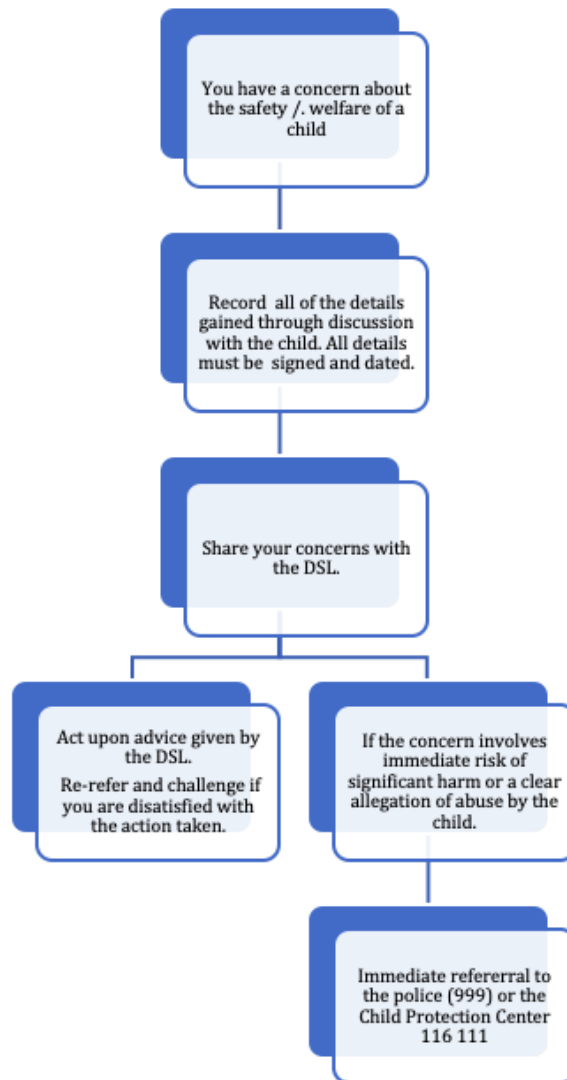 You have a concern about
the safety /. welfare of a
child
Record all of the details
gained through discussion
with the child. All details
must be signed and dated.
Share your concerns with
the DSL.
Act upon advice given by
the DSL.
Re-refer and challenge if
you are disatisfied with
the action taken.
If the concern involves
immediate risk of
significant harm or a clear
allegation of abuse by the
child.
Immediate refererral to
the police (999) or the
Child Protection Center
116 111